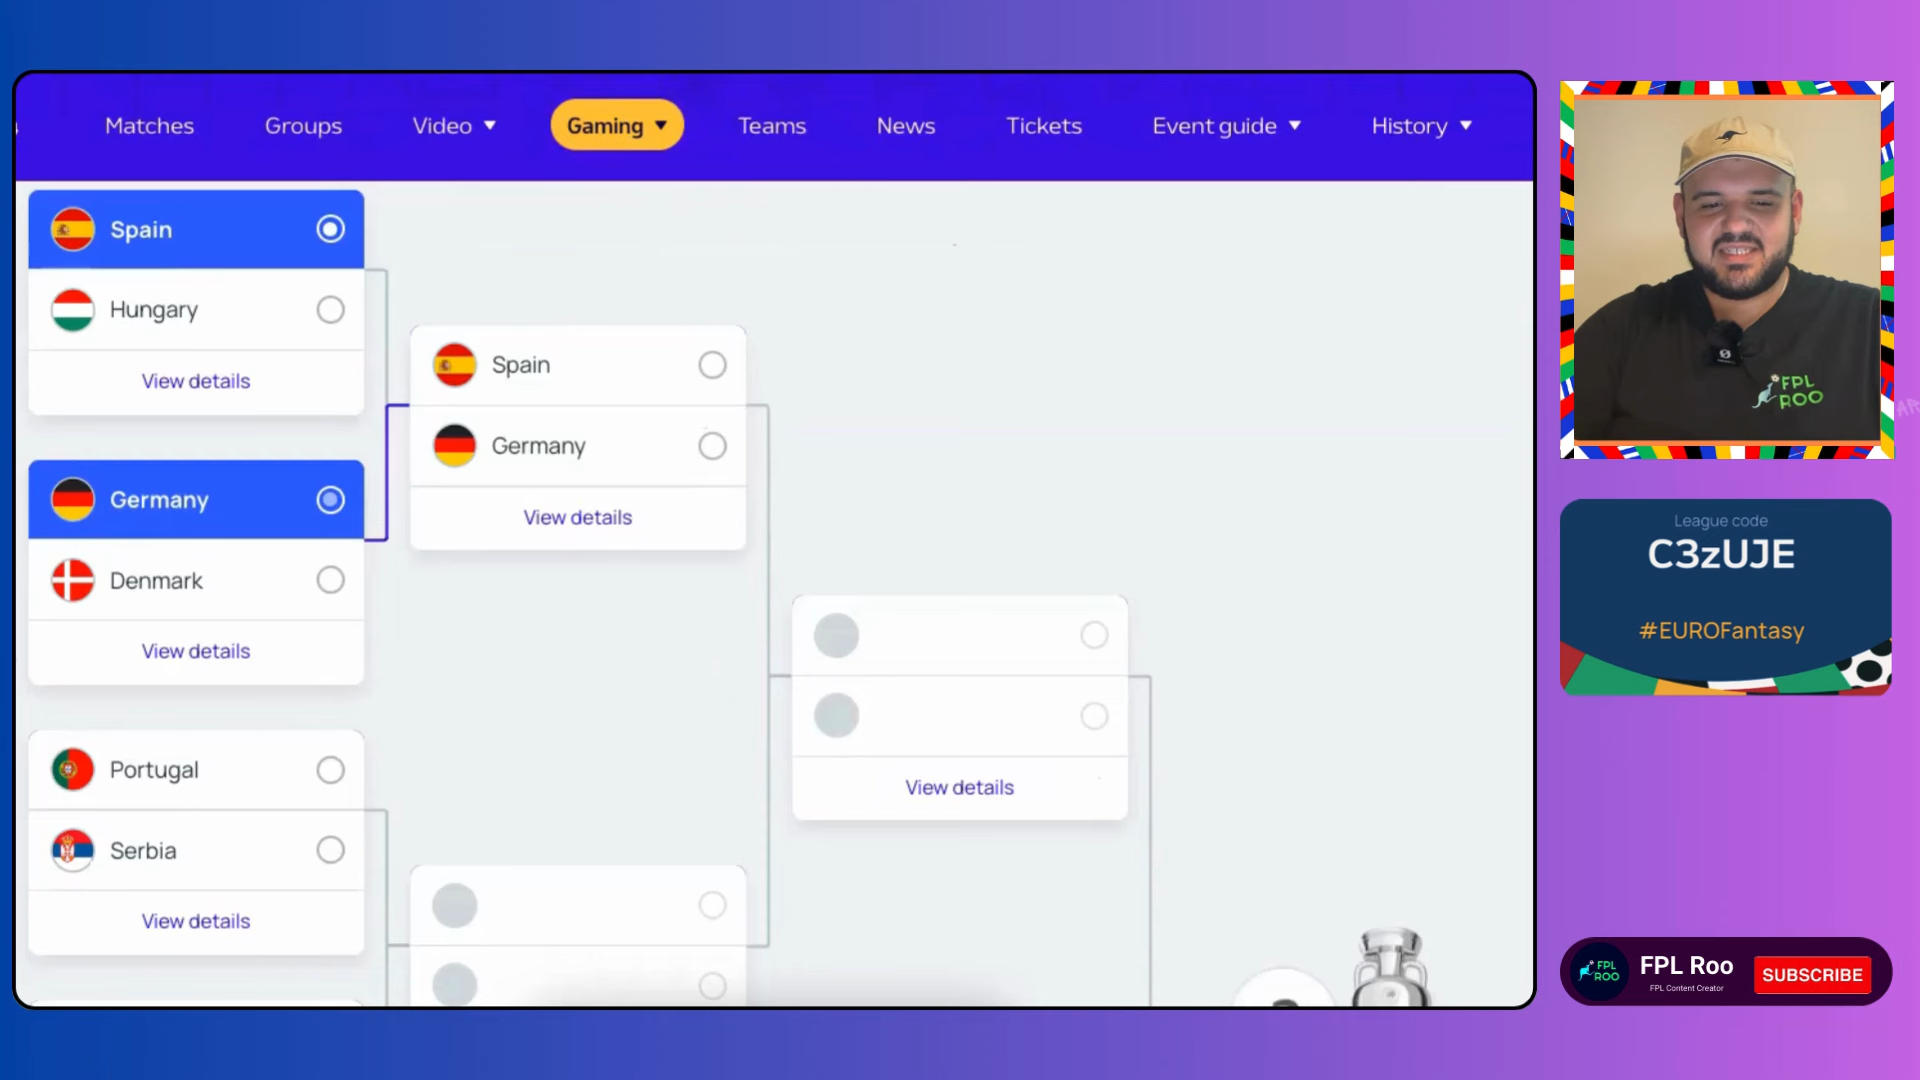 Matches
Groups
Video
Gaming
Teams
News
Tickets
Event guide
History
Spain
Hungary
View details
Germany
Denmark
View details
Portugal
Serbia
View details
Spain
Germany
View details
View details
FPL
ROO
League code
C3zUJE
#EUROFantasy
FPL
ROO
FPL Roo
FPL Content Creator
SUBSCRIBE